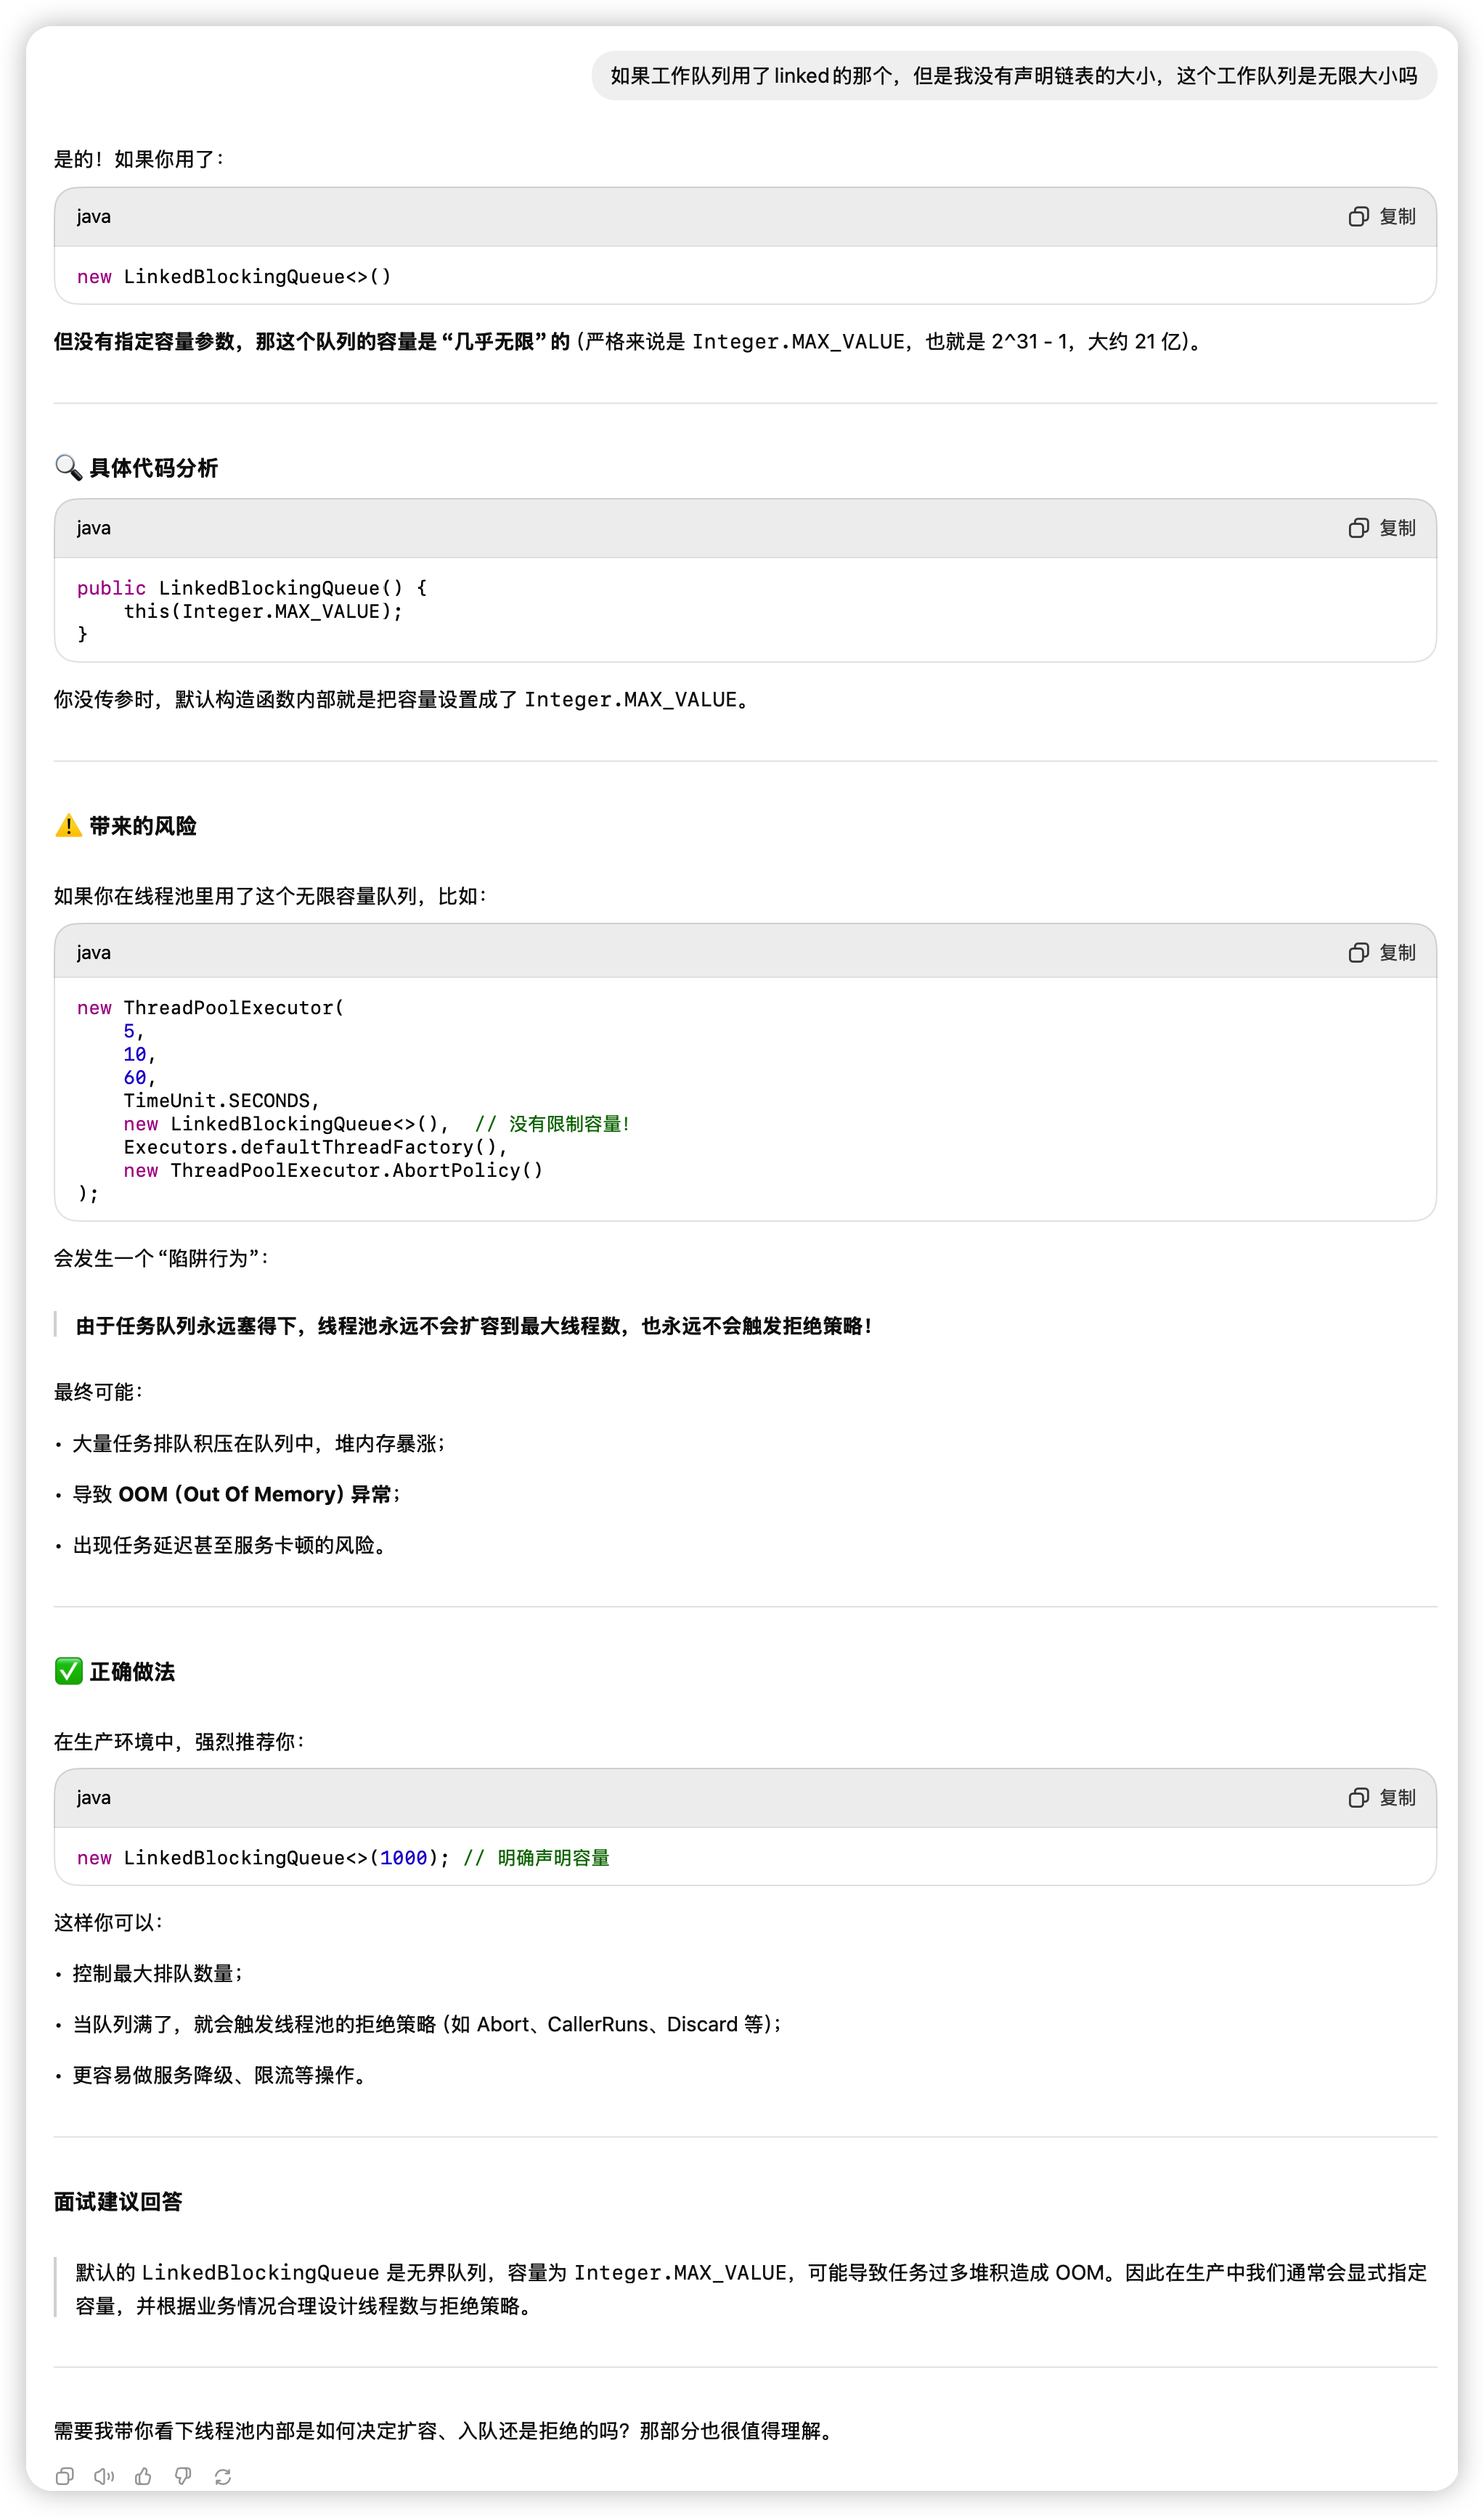 如果工作队列用了linked的那个，但是我没有声明链表的大小，这个工作队列是无限大小吗
是的！如果你用了：
java
复制
new LinkedBlockingQueue<>()
但没有指定容量参数，那这个队列的容量是“几乎无限”的（严格来说是 Integer.MAX_VALUE，也就是 2^31 - 1，大约 21 亿）。
🔍 具体代码分析
java
复制
public LinkedBlockingQueue() {
    this(Integer.MAX_VALUE);
}
你没传参时，默认构造函数内部就是把容量设置成了 Integer.MAX_VALUE。
⚠️ 带来的风险
如果你在线程池里用了这个无限容量队列，比如：
java
复制
new ThreadPoolExecutor(
    5,
    10,
    60,
    TimeUnit.SECONDS,
    new LinkedBlockingQueue<>(),  // 没有限制容量！
    Executors.defaultThreadFactory(),
    new ThreadPoolExecutor.AbortPolicy()
);
会发生一个“陷阱行为”：
由于任务队列永远塞得下，线程池永远不会扩容到最大线程数，也永远不会触发拒绝策略！
最终可能：
• 大量任务排队积压在队列中，堆内存暴涨；
• 导致 OOM（Out Of Memory）异常；
• 出现任务延迟甚至服务卡顿的风险。
✅ 正确做法
在生产环境中，强烈推荐你：
java
复制
new LinkedBlockingQueue<>(1000); // 明确声明容量
这样你可以：
• 控制最大排队数量；
• 当队列满了，就会触发线程池的拒绝策略（如 Abort、CallerRuns、Discard 等）；
• 更容易做服务降级、限流等操作。
面试建议回答
默认的 LinkedBlockingQueue 是无界队列，容量为 Integer.MAX_VALUE，可能导致任务过多堆积造成 OOM。因此在生产中我们通常会显式指定
容量，并根据业务情况合理设计线程数与拒绝策略。
需要我带你看下线程池内部是如何决定扩容、入队还是拒绝的吗？那部分也很值得理解。